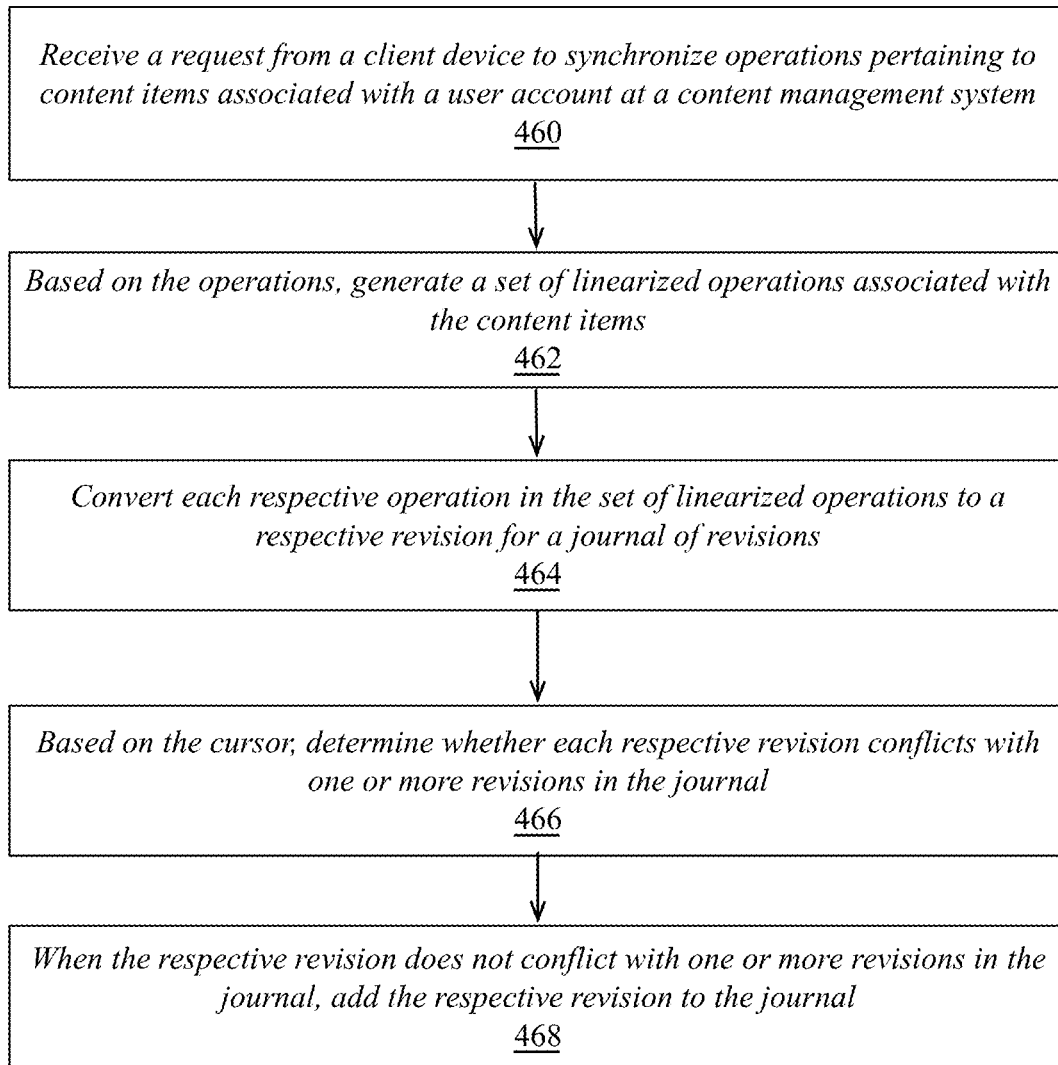 Receive a request from a client device to synchronize operations pertaining to
content items associated with a user account at a content management system
460
Based on the operations, generate a set of linearized operations associated with
the content items
462
Convert each respective operation in the set of linearized operations to a
respective revision for a journal of revisions
464
Based on the cursor, determine whether each respective revision conflicts with
one or more revisions in the journal
466
When the respective revision does not conflict with one or more revisions in the
journal, add the respective revision to the journal
468